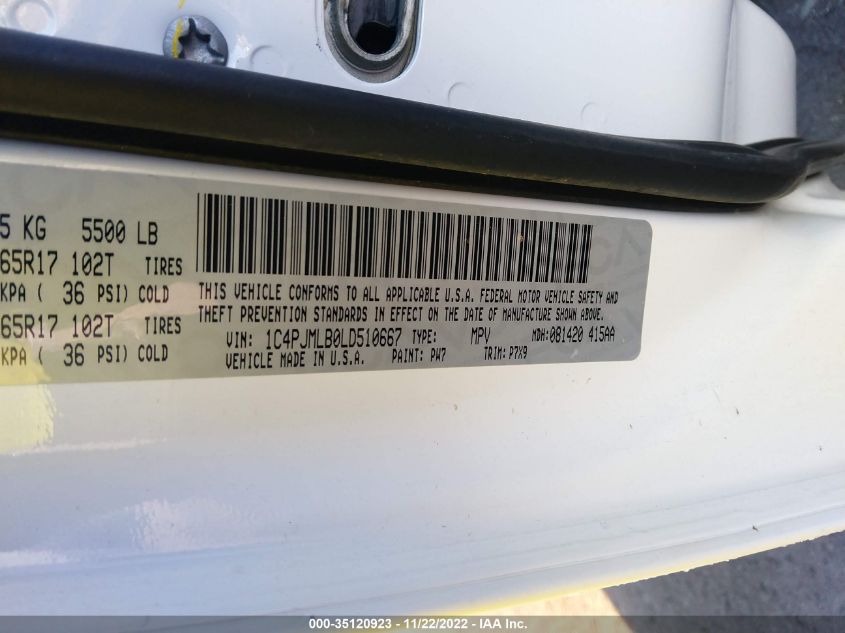 5 KG 5500 LB
65R17 102T TIRES
KPA ( 36 PSI) COLD
65R17 102T TIRES
KPA ( 36 PSI) COLD
THIS VEHICLE CONFORMS TO ALL APPLICABLE U.S.A. FEDERAL MOTOR VEHICLE SAFETY AND
THEFT PREVENTION STANDARDS IN EFFECT ON THE DATE OF MANUFACTURE SHOWN ABOVE.
VIN: 1C4PJMLB0LD510667 TYPE: MPV MDH: 081420 415AA
VEHICLE MADE IN U.S.A. PAINT: PW7 TRIM: P7X9
000-35120923 - 11/22/2022 - IAA Inc.